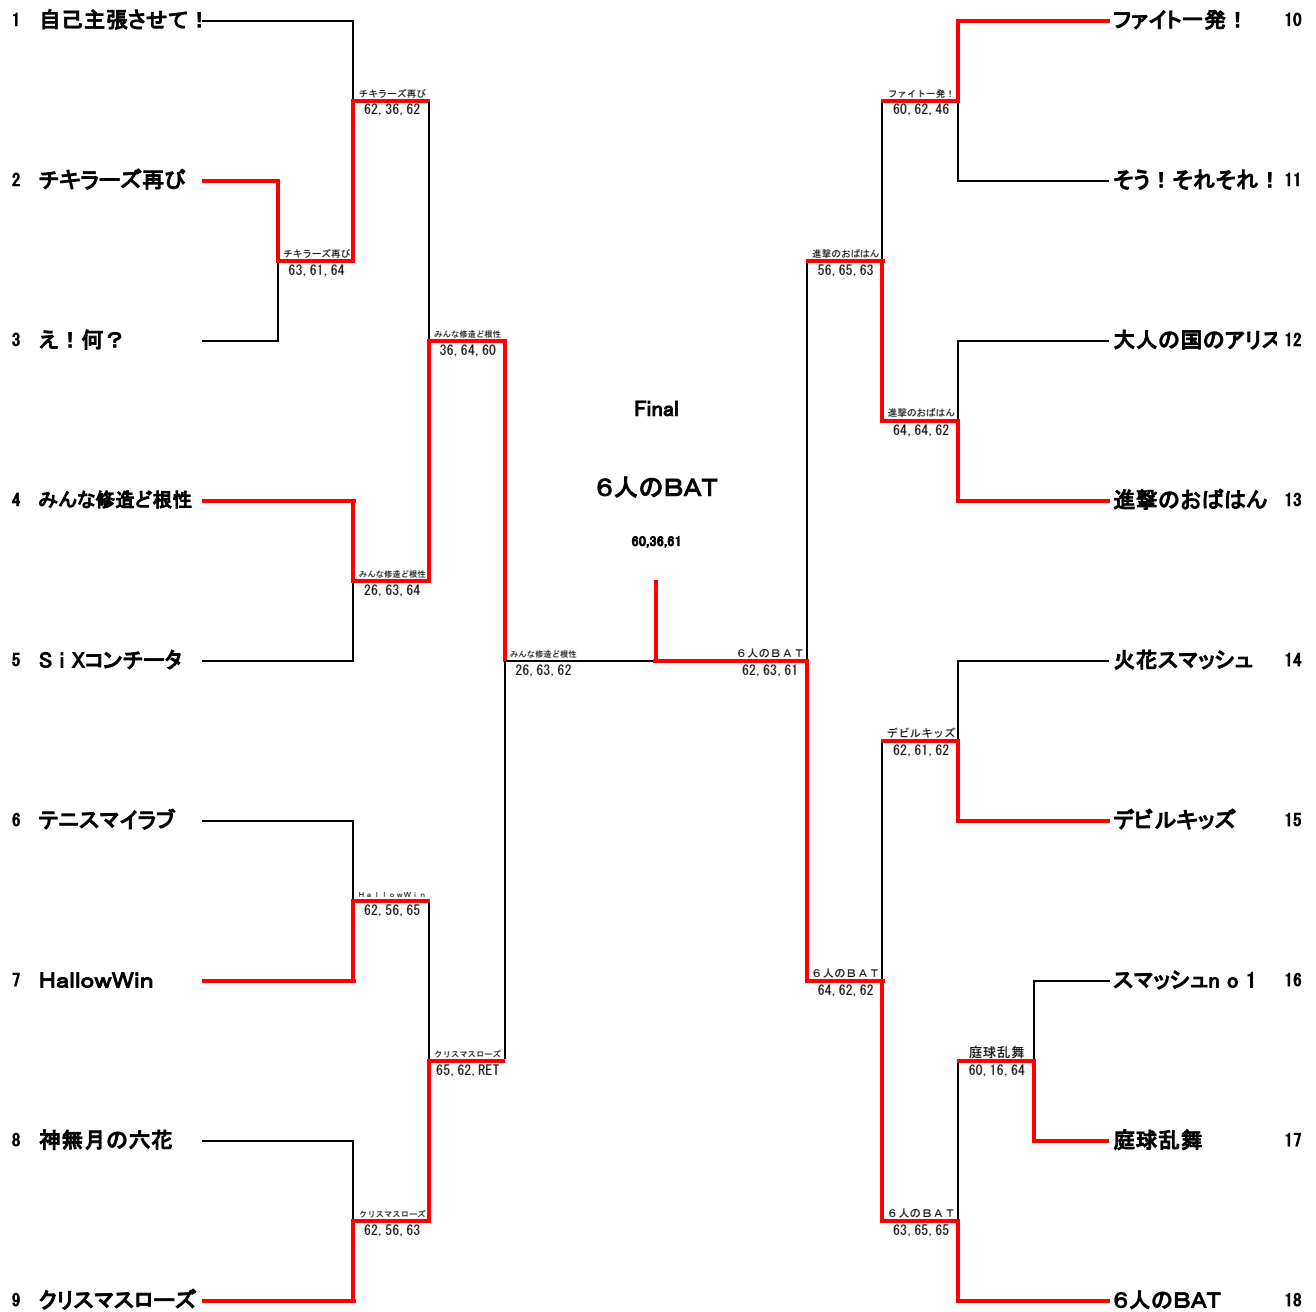 1 自己主張させて！
チキラーズ再び
62, 36, 62
2 チキラーズ再び
チキラーズ再び
63, 61, 64
3 え！何？
みんな修造ど根性
36, 64, 60
4 みんな修造ど根性
みんな修造ど根性
26, 63, 64
5 ＳｉXコンチータ
みんな修造ど根性
26, 63, 62
6 テニスマイラブ
ＨａｌｌｏｗＷｉｎ
62, 56, 65
7 HallowWin
クリスマスローズ
65, 62, RET
8 神無月の六花
クリスマスローズ
62, 56, 63
9 クリスマスローズ
Final
６人のBAT
60,36,61
ファイト一発！ 10
ファイト一発！
60, 62, 46
そう！それそれ！ 11
進撃のおばはん
56, 65, 63
大人の国のアリス 12
進撃のおばはん
64, 64, 62
進撃のおばはん 13
６人のＢＡＴ
62, 63, 61
火花スマッシュ 14
デビルキッズ
62, 61, 62
デビルキッズ 15
６人のＢＡＴ
64, 62, 62
スマッシュｎｏ１ 16
庭球乱舞
60, 16, 64
庭球乱舞 17
６人のＢＡＴ
63, 65, 65
６人のBAT 18